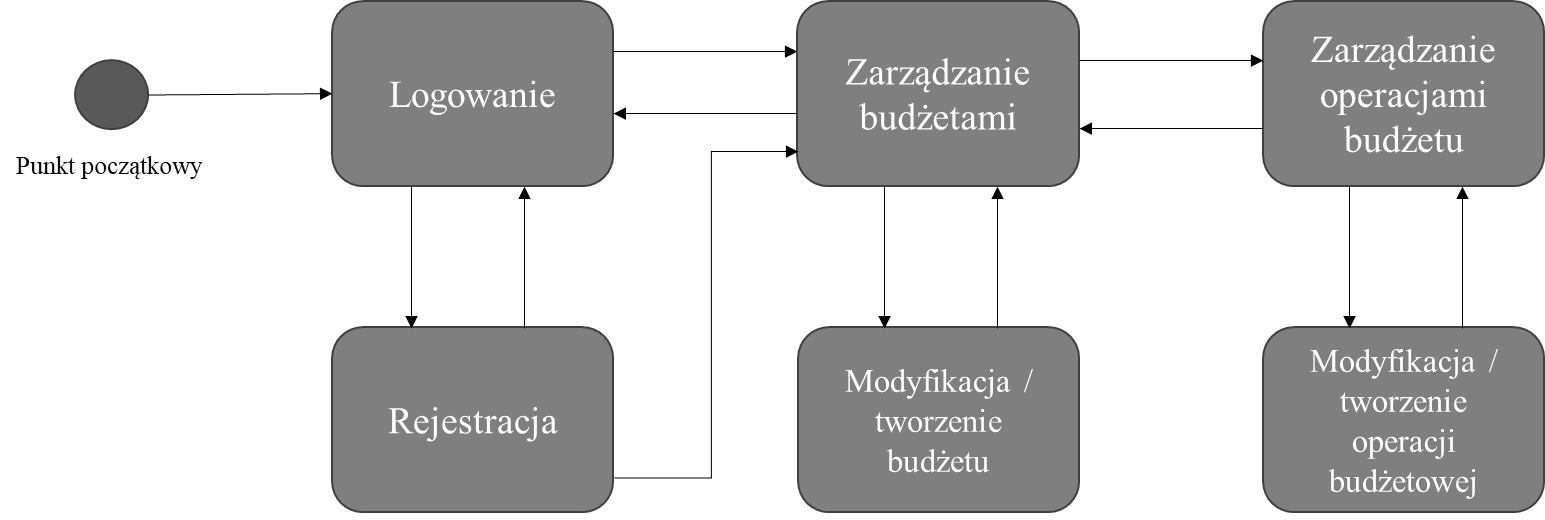 Punkt początkowy
Logowanie
Zarządzanie
budżetami
Zarządzanie
operacjami
budżetu
Rejestracja
Modyfikacja /
tworzenie
budżetu
Modyfikacja /
tworzenie
operacji
budżetowej